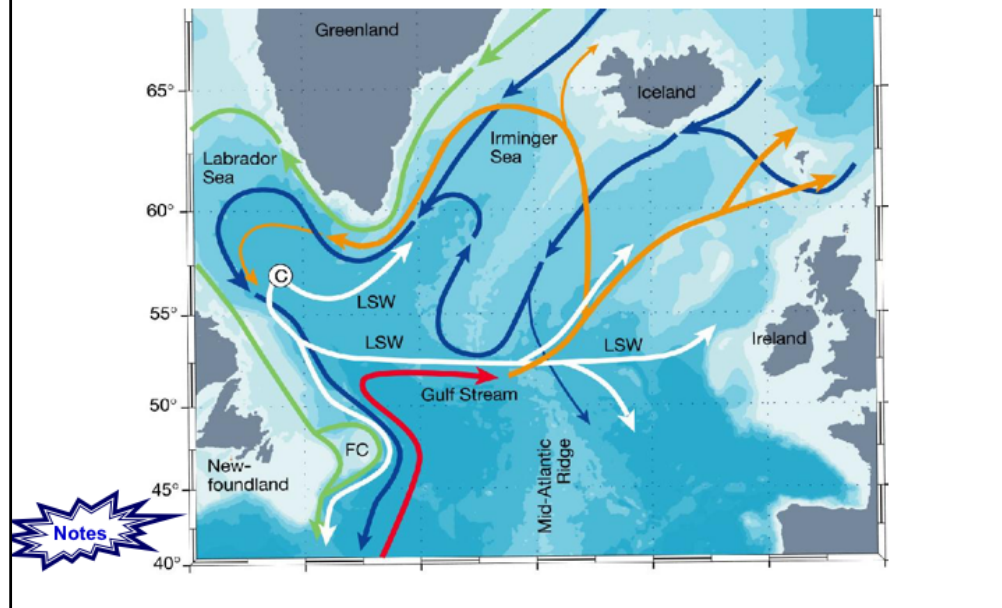 Greenland
65°
Iceland
Irminger
Sea
Labrador
Sea
60°
C
LSW
55°
LSW
LSW
Ireland
Gulf Stream
50°
FC
Mid-Atlantic
Ridge
New-
foundland
45°
Notes
40°